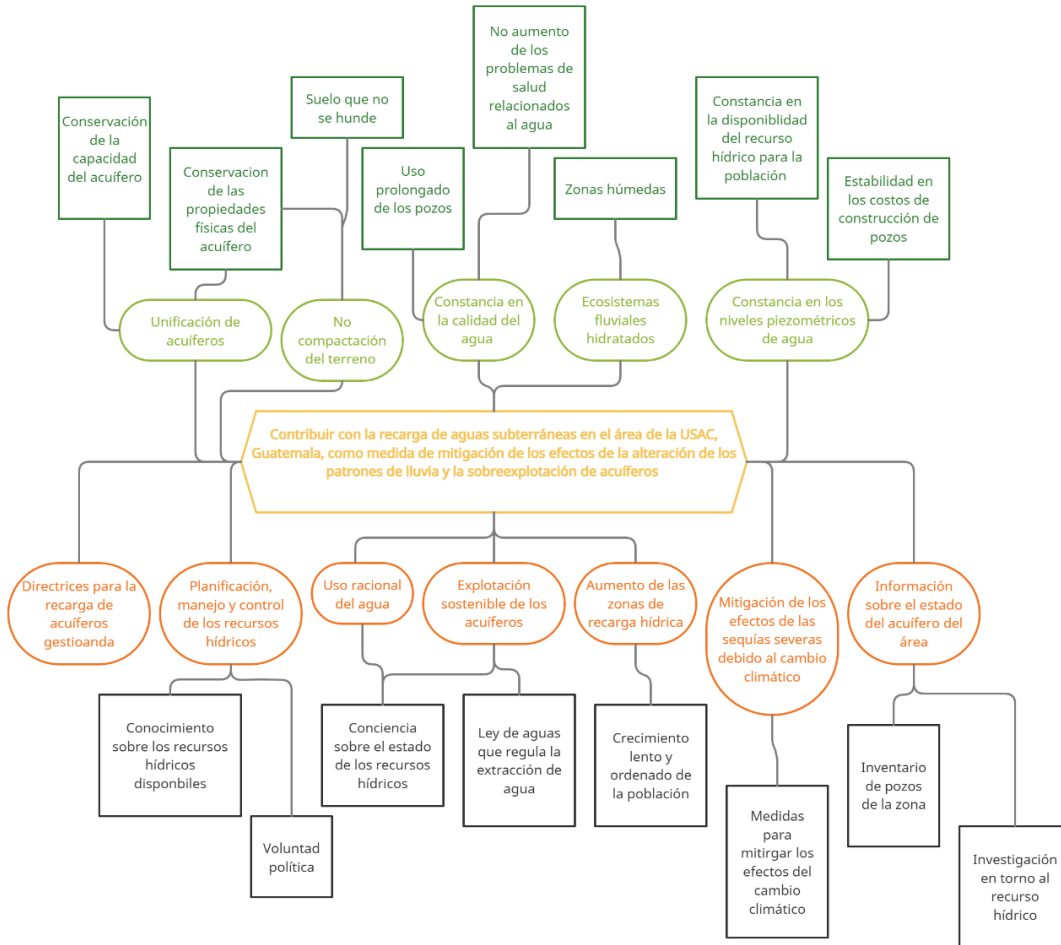 No aumento
de los
problemas de
salud
relacionados
al agua
Suelo que no
se hunde
Constancia en
la disponiblidad
del recurso
hídrico para la
población
Conservación
de la
capacidad
del acuífero
Conservacion
de las
propiedades
físicas del
acuífero
Uso
prolongado
de los pozos
Zonas húmedas
Estabilidad en
los costos de
construcción de
pozos
Unificación de
acuíferos
No
compactación
del terreno
Constancia en
la calidad del
agua
Ecosistemas
fluviales
hidratados
Constancia en los
niveles piezométricos
de agua
Contribuir con la recarga de aguas subterráneas en el área de la USAC,
Guatemala, como medida de mitigación de los efectos de la alteración de los
patrones de lluvia y la sobreexplotación de acuíferos
Directrices para la
recarga de
acuíferos
gestioanda
Planificación,
manejo y control
de los recursos
hídricos
Uso racional
del agua
Explotación
sostenible de los
acuíferos
Aumento de las
zonas de
recarga hídrica
Mitigación de los
efectos de las
sequías severas
debido al cambio
climático
Información
sobre el estado
del acuífero del
área
Conocimiento
sobre los recursos
hídricos
disponbiles
Voluntad
política
Conciencia
sobre el estado
de los recursos
hídricos
Ley de aguas
que regula la
extracción de
agua
Crecimiento
lento y
ordenado de
la población
Medidas
para
mitirgar los
efectos del
cambio
climático
Inventario
de pozos
de la zona
Investigación
en torno al
recurso
hídrico